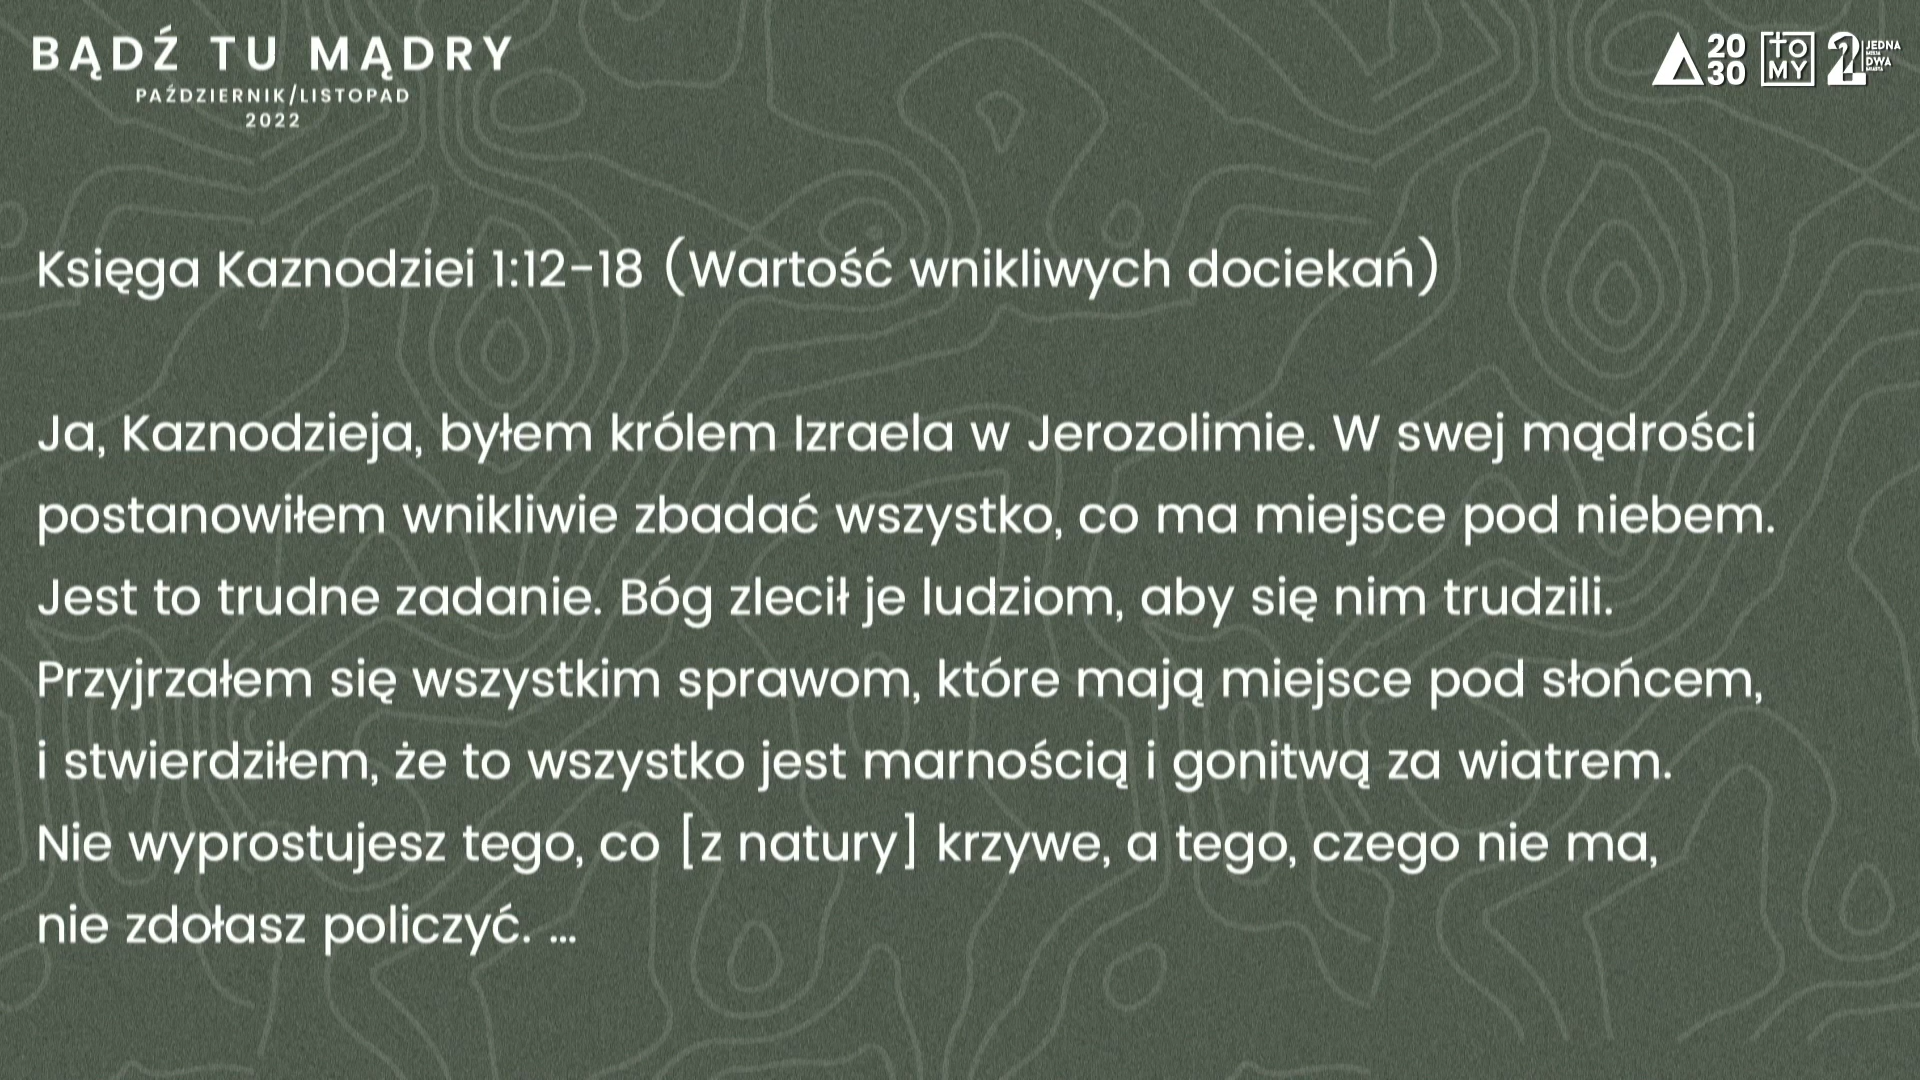 BĄDŹ TU MĄDRY
PAŹDZIERNIK/LISTOPAD
2022
20
30
TO
MY
2
JEDNA
DWA
Księga Kaznodziei 1:12-18 (Wartość wnikliwych dociekań)
Ja, Kaznodzieja, byłem królem Izraela w Jerozolimie. W swej mądrości
postanowiłem wnikliwie zbadać wszystko, co ma miejsce pod niebem.
Jest to trudne zadanie. Bóg zlecił je ludziom, aby się nim trudzili.
Przyjrzałem się wszystkim sprawom, które mają miejsce pod słońcem,
i stwierdziłem, że to wszystko jest marnością i gonitwą za wiatrem.
Nie wyprostujesz tego, co [z natury] krzywe, a tego, czego nie ma,
nie zdołasz policzyć. ...